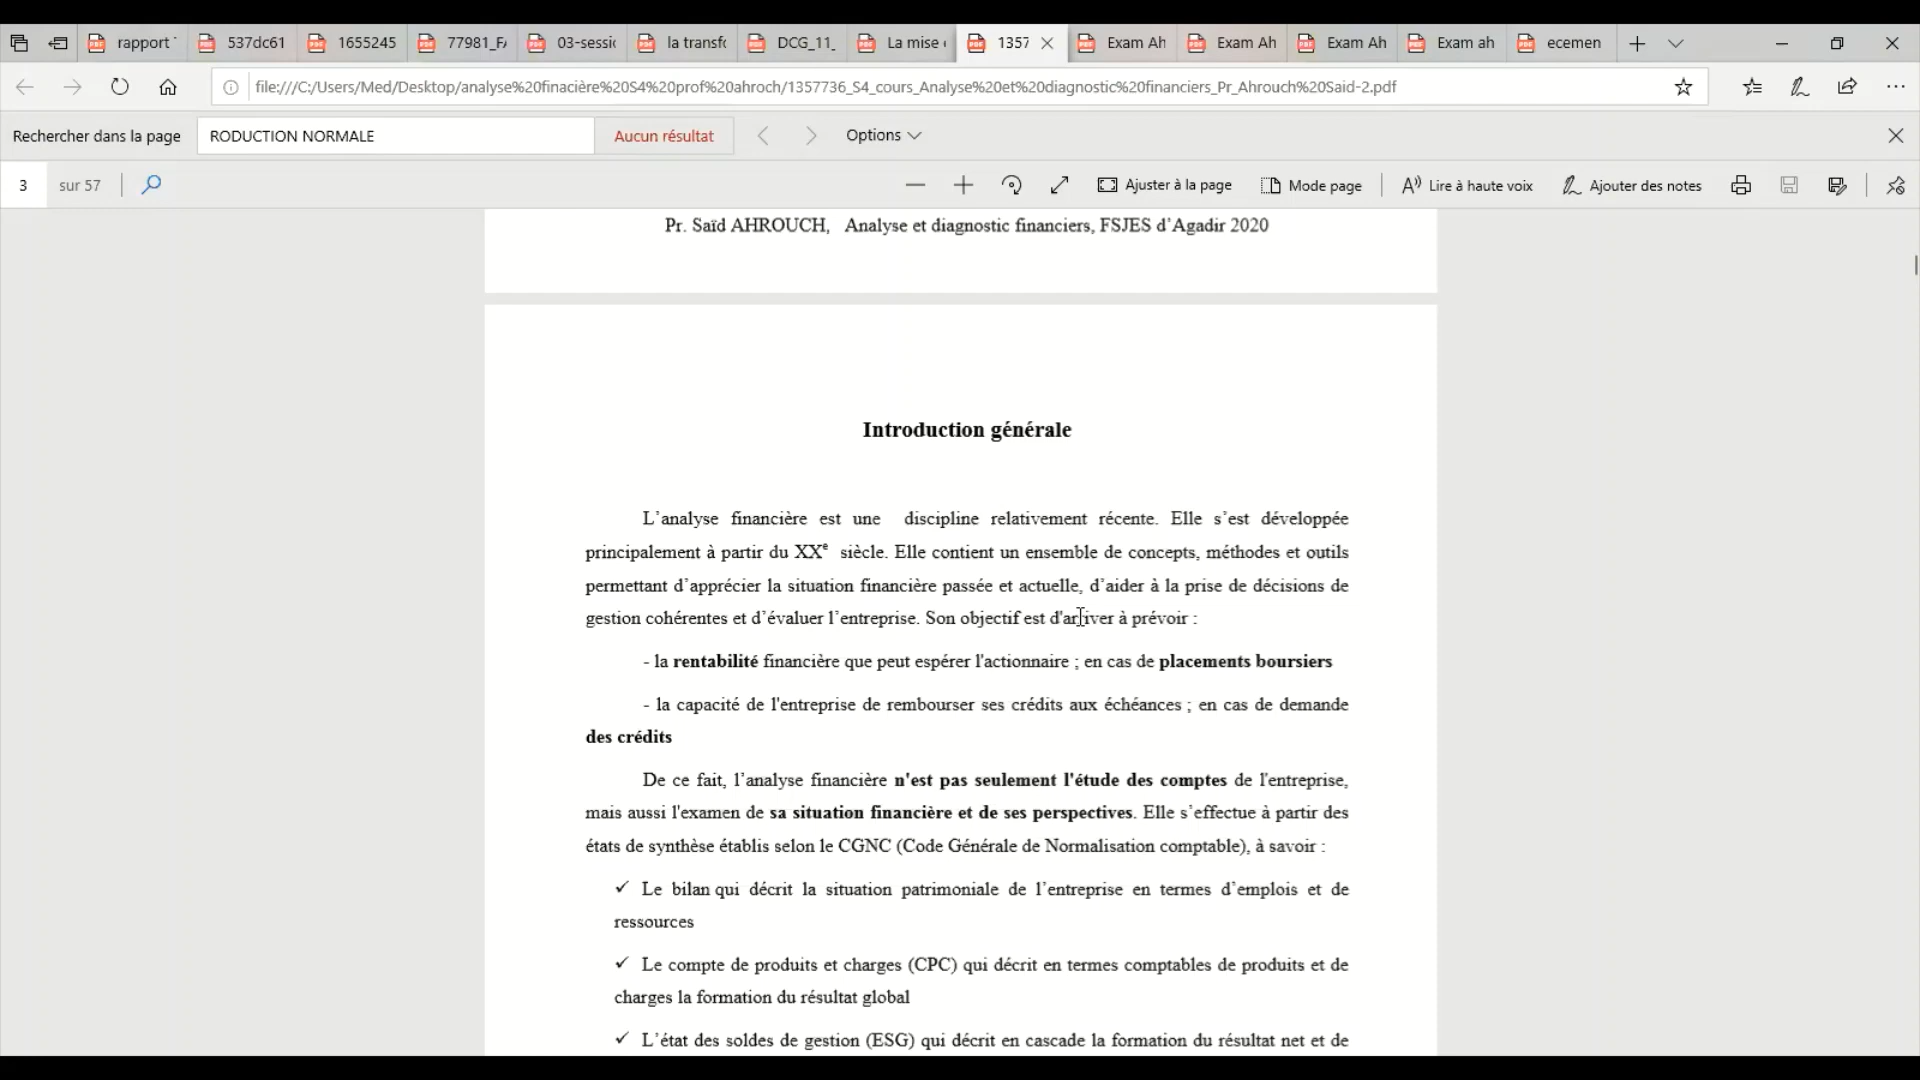 rapport
537dc61
1655245
77981_F
03-sessi
la transf
DCG_11_
La mise
1357
Exam Ah
Exam Ah
Exam Ah
Exam ah
ecemen
file:///C:/Users/Med/Desktop/analyse%20finacière%20S4%20prof%20ahroch/1357736_S4_cours_Analyse%20et%20diagnostic%20financiers_Pr_Ahrouch%20Said-2.pdf
Rechercher dans la page RODUCTION NORMALE Aucun résultat Options
3 sur 57 Ajuster à la page Mode page Lire à haute voix Ajouter des notes
Pr. Saïd AHROUCH, Analyse et diagnostic financiers, FSJES d’Agadir 2020
Introduction générale
L’analyse financière est une discipline relativement récente. Elle s’est développée
principalement à partir du XXe siècle. Elle contient un ensemble de concepts, méthodes et outils
permettant d’apprécier la situation financière passée et actuelle, d’aider à la prise de décisions de
gestion cohérentes et d’évaluer l’entreprise. Son objectif est d'arriver à prévoir :
- la rentabilité financière que peut espérer l'actionnaire ; en cas de placements boursiers
- la capacité de l'entreprise de rembourser ses crédits aux échéances ; en cas de demande
des crédits
De ce fait, l’analyse financière n'est pas seulement l'étude des comptes de l'entreprise,
mais aussi l'examen de sa situation financière et de ses perspectives. Elle s’effectue à partir des
états de synthèse établis selon le CGNC (Code Générale de Normalisation comptable), à savoir :
✓ Le bilan qui décrit la situation patrimoniale de l’entreprise en termes d’emplois et de
ressources
✓ Le compte de produits et charges (CPC) qui décrit en termes comptables de produits et de
charges la formation du résultat global
✓ L’état des soldes de gestion (ESG) qui décrit en cascade la formation du résultat net et de